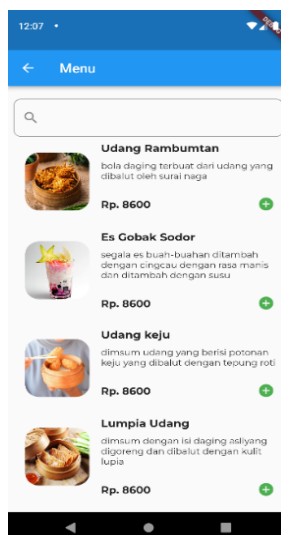 12:07
DEBUG
Menu
Udang Rambumtan
bola daging terbuat dari udang yang
dibalut oleh surai naga
Rp. 8600
Es Gobak Sodor
segala es buah-buahan ditambah
dengan cingcau dengan rasa manis
dan ditambah dengan susu
Rp. 8600
Udang keju
dimsum udang yang berisi potonan
keju yang dibalut dengan tepung roti
Rp. 8600
Lumpia Udang
dimsum dengan isi daging asliyang
digoreng dan dibalut dengan kulit
lupia
Rp. 8600